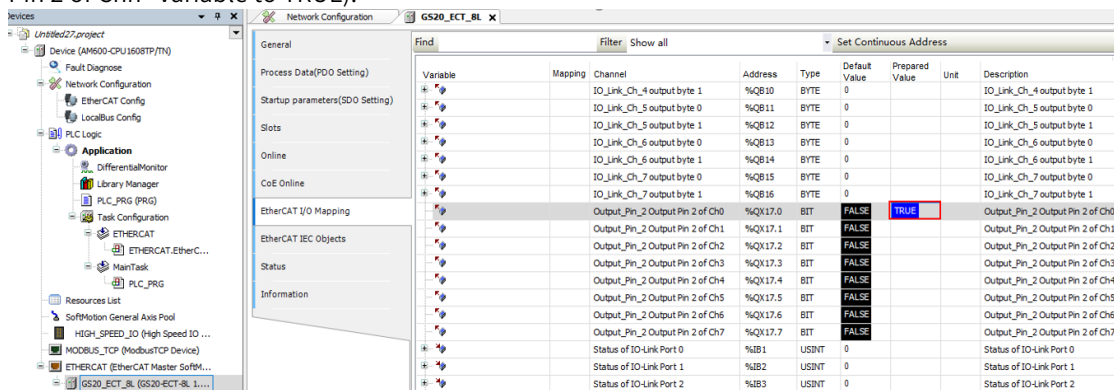 Pin 2 of Chn" variable to TRUE).
Devices
Untitled27.project
Device (AM600-CPU1608TP/TN)
Fault Diagnose
Network Configuration
EtherCAT Config
LocalBus Config
PLC Logic
Application
DifferentialMonitor
Library Manager
PLC_PRG (PRG)
Task Configuration
ETHERCAT
ETHERCAT.EtherC...
MainTask
PLC_PRG
Resources List
SoftMotion General Axis Pool
HIGH_SPEED_IO (High Speed IO ...
MODBUS_TCP (ModbusTCP Device)
ETHERCAT (EtherCAT Master SoftM...
GS20_ECT_8L (GS20-ECT-8L 1....
Network Configuration GS20_ECT_8L X
General
Process Data(PDO Setting)
Startup parameters(SDO Setting)
Slots
Online
CoE Online
EtherCAT I/O Mapping
EtherCAT IEC Objects
Status
Information
Find Filter Show all Set Continuous Address
Variable Mapping Channel Address Type Default Value Prepared Value Unit Description
IO_Link_Ch_4 output byte 1 %QB10 BYTE 0 IO_Link_Ch_4 output byte 1
IO_Link_Ch_5 output byte 0 %QB11 BYTE 0 IO_Link_Ch_5 output byte 0
IO_Link_Ch_5 output byte 1 %QB12 BYTE 0 IO_Link_Ch_5 output byte 1
IO_Link_Ch_6 output byte 0 %QB13 BYTE 0 IO_Link_Ch_6 output byte 0
IO_Link_Ch_6 output byte 1 %QB14 BYTE 0 IO_Link_Ch_6 output byte 1
IO_Link_Ch_7 output byte 0 %QB15 BYTE 0 IO_Link_Ch_7 output byte 0
IO_Link_Ch_7 output byte 1 %QB16 BYTE 0 IO_Link_Ch_7 output byte 1
Output_Pin_2 Output Pin 2 of Ch0 %QX17.0 BIT FALSE TRUE Output_Pin_2 Output Pin 2 of Ch0
Output_Pin_2 Output Pin 2 of Ch1 %QX17.1 BIT FALSE Output_Pin_2 Output Pin 2 of Ch1
Output_Pin_2 Output Pin 2 of Ch2 %QX17.2 BIT FALSE Output_Pin_2 Output Pin 2 of Ch2
Output_Pin_2 Output Pin 2 of Ch3 %QX17.3 BIT FALSE Output_Pin_2 Output Pin 2 of Ch3
Output_Pin_2 Output Pin 2 of Ch4 %QX17.4 BIT FALSE Output_Pin_2 Output Pin 2 of Ch4
Output_Pin_2 Output Pin 2 of Ch5 %QX17.5 BIT FALSE Output_Pin_2 Output Pin 2 of Ch5
Output_Pin_2 Output Pin 2 of Ch6 %QX17.6 BIT FALSE Output_Pin_2 Output Pin 2 of Ch6
Output_Pin_2 Output Pin 2 of Ch7 %QX17.7 BIT FALSE Output_Pin_2 Output Pin 2 of Ch7
Status of IO-Link Port 0 %IB1 USINT 0 Status of IO-Link Port 0
Status of IO-Link Port 1 %IB2 USINT 0 Status of IO-Link Port 1
Status of IO-Link Port 2 %IB3 USINT 0 Status of IO-Link Port 2